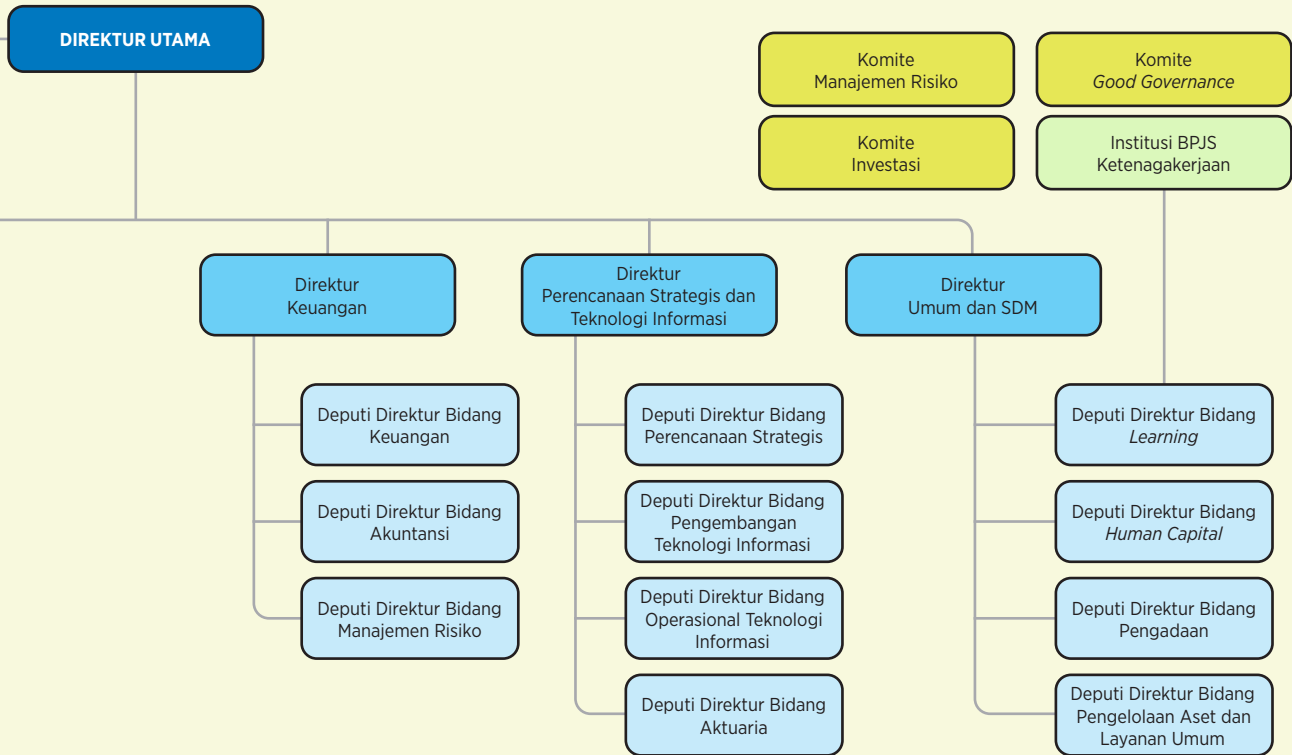 DIREKTUR UTAMA
Komite
Manajemen Risiko
Komite
Good Governance
Komite
Investasi
Institusi BPJS
Ketenagakerjaan
Direktur
Keuangan
Direktur
Perencanaan Strategis dan
Teknologi Informasi
Direktur
Umum dan SDM
Deputi Direktur Bidang
Keuangan
Deputi Direktur Bidang
Akuntansi
Deputi Direktur Bidang
Manajemen Risiko
Deputi Direktur Bidang
Perencanaan Strategis
Deputi Direktur Bidang
Pengembangan
Teknologi Informasi
Deputi Direktur Bidang
Operasional Teknologi
Informasi
Deputi Direktur Bidang
Aktuaria
Deputi Direktur Bidang
Learning
Deputi Direktur Bidang
Human Capital
Deputi Direktur Bidang
Pengadaan
Deputi Direktur Bidang
Pengelolaan Aset dan
Layanan Umum